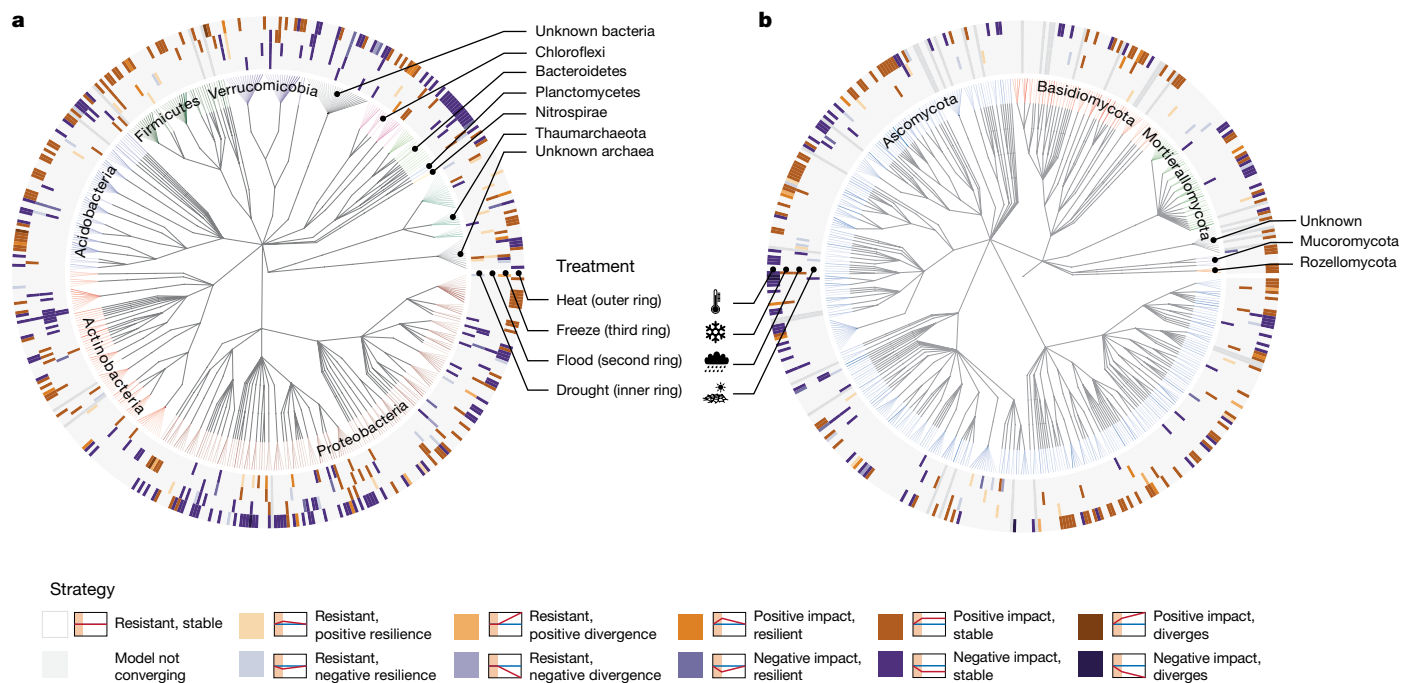 a
b
Unknown bacteria
Chloroflexi
Bacteroidetes
Planctomycetes
Nitrospirae
Thaumarchaeota
Unknown archaea
Verrucomicobia
Firmicutes
Acidobacteria
Actinobacteria
Proteobacteria
Ascomycota
Basidiomycota
Mortierallomycota
Unknown
Mucoromycota
Rozellomycota
Treatment
Heat (outer ring)
Freeze (third ring)
Flood (second ring)
Drought (inner ring)
Strategy
Resistant, stable
Resistant,
positive resilience
Resistant,
positive divergence
Positive impact,
resilient
Positive impact,
stable
Positive impact,
diverges
Model not
converging
Resistant,
negative resilience
Resistant,
negative divergence
Negative impact,
resilient
Negative impact,
stable
Negative impact,
diverges